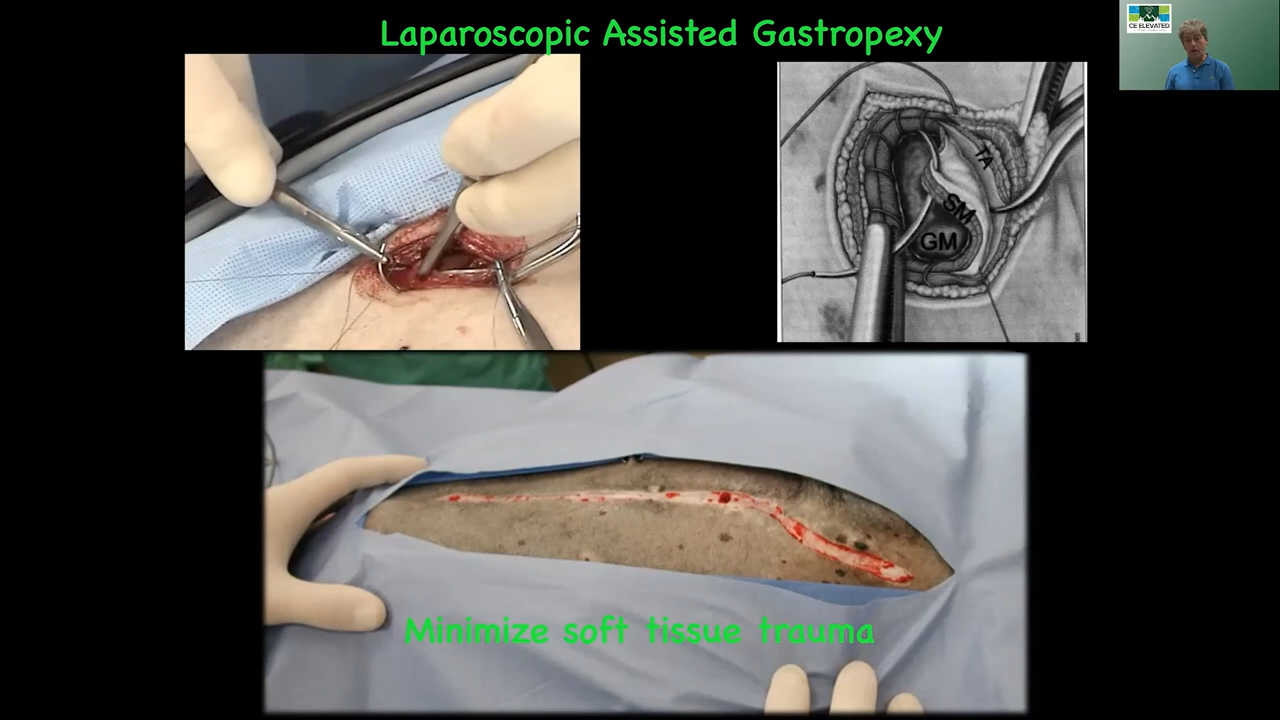 Laparoscopic Assisted Gastropexy
CE ELEVATED
TA
SM
GM
Minimize soft tissue trauma